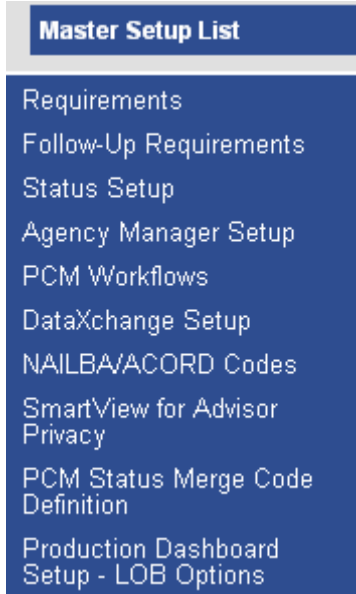 Master Setup List
Requirements
Follow-Up Requirements
Status Setup
Agency Manager Setup
PCM Workflows
DataXchange Setup
NAILBA/ACORD Codes
SmartView for Advisor
Privacy
PCM Status Merge Code
Definition
Production Dashboard
Setup - LOB Options